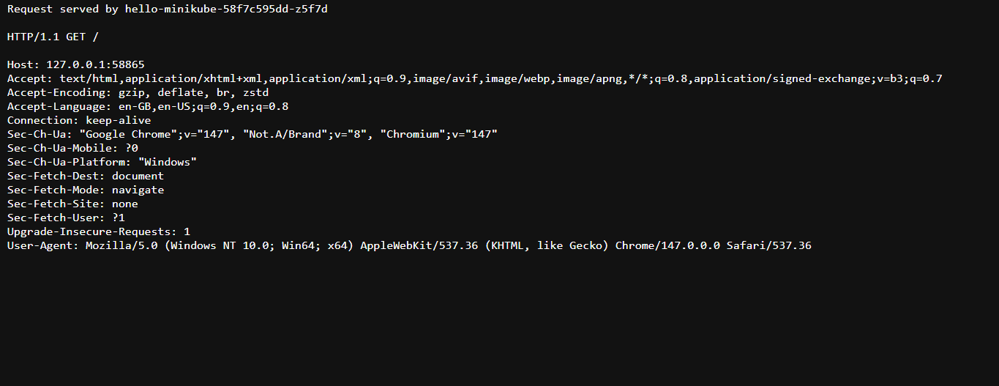 Request served by hello-minikube-58f7c595dd-z5f7d
HTTP/1.1 GET /
Host: 127.0.0.1:58865
Accept: text/html,application/xhtml+xml,application/xml;q=0.9,image/avif,image/webp,image/apng,*/*;q=0.8,application/signed-exchange;v=b3;q=0.7
Accept-Encoding: gzip, deflate, br, zstd
Accept-Language: en-GB,en-US;q=0.9,en;q=0.8
Connection: keep-alive
Sec-Ch-Ua: "Google Chrome";v="147", "Not.A/Brand";v="8", "Chromium";v="147"
Sec-Ch-Ua-Mobile: ?0
Sec-Ch-Ua-Platform: "Windows"
Sec-Fetch-Dest: document
Sec-Fetch-Mode: navigate
Sec-Fetch-Site: none
Sec-Fetch-User: ?1
Upgrade-Insecure-Requests: 1
User-Agent: Mozilla/5.0 (Windows NT 10.0; Win64; x64) AppleWebKit/537.36 (KHTML, like Gecko) Chrome/147.0.0.0 Safari/537.36